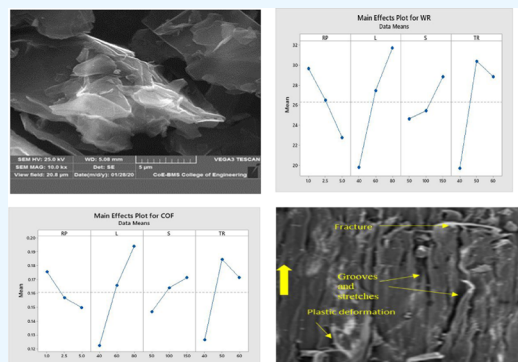 SEM HV: 25.0 kV WD: 5.08 mm VEGA3 TESCAN
SEM MAG: 10.0 kx Det: SE 5 μm
View field: 20.8 μm Date(m/d/y): 01/28/20 CoE-BMS College of Engineering
Main Effects Plot for WR
Data Means
RP L S TR
Mean
32
30
28
26
24
22
20
1.0 2.5 5.0 40 60 80 50 100 150 40 50 60
Main Effects Plot for COF
Data Means
RP L S TR
Mean
0.20
0.19
0.18
0.17
0.16
0.15
0.14
0.13
0.12
1.0 2.5 5.0 40 60 80 50 100 150 40 50 60
Fracture
Grooves
and
stretches
Plastic deformation